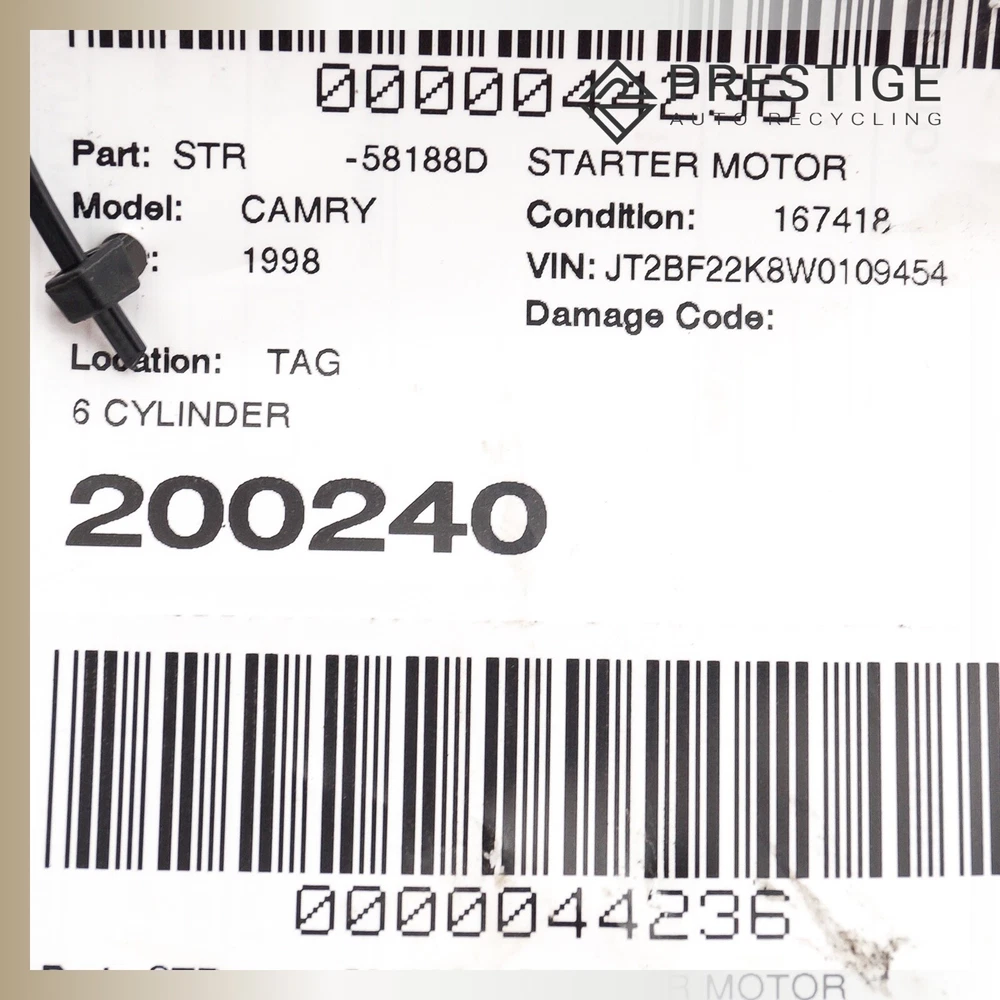 0000044236
PRESTIGE
AUTO RECYCLING
Part: STR -58188D STARTER MOTOR
Model: CAMRY Condition: 167418
1998 VIN: JT2BF22K8W0109454
Damage Code:
Location: TAG
6 CYLINDER
200240
0000044236
MOTOR